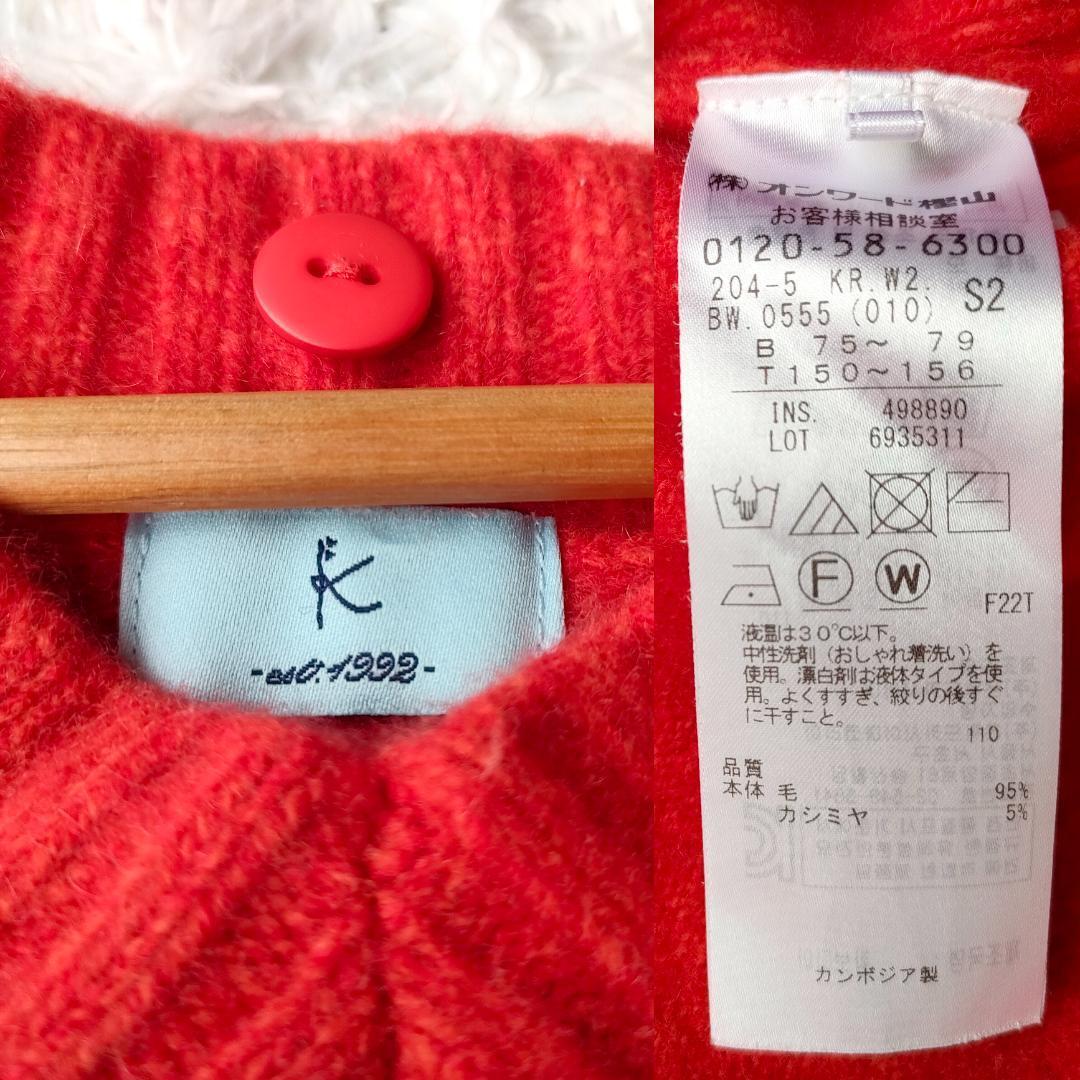 K
-est.1992-
(株) オンワード樫山
お客様相談室
0120-58-6300
204-5 KR.W2. S2
BW.0555 (010)
B 75〜 79
T150〜156
INS. 498890
LOT 6935311
F W
F22T
液温は30℃以下。
中性洗剤(おしゃれ着洗い)を
使用。漂白剤は液体タイプを使
用。よくすすぎ、絞りの後すぐ
に干すこと。
110
品質
本体 毛 95%
カシミヤ 5%
カンボジア製